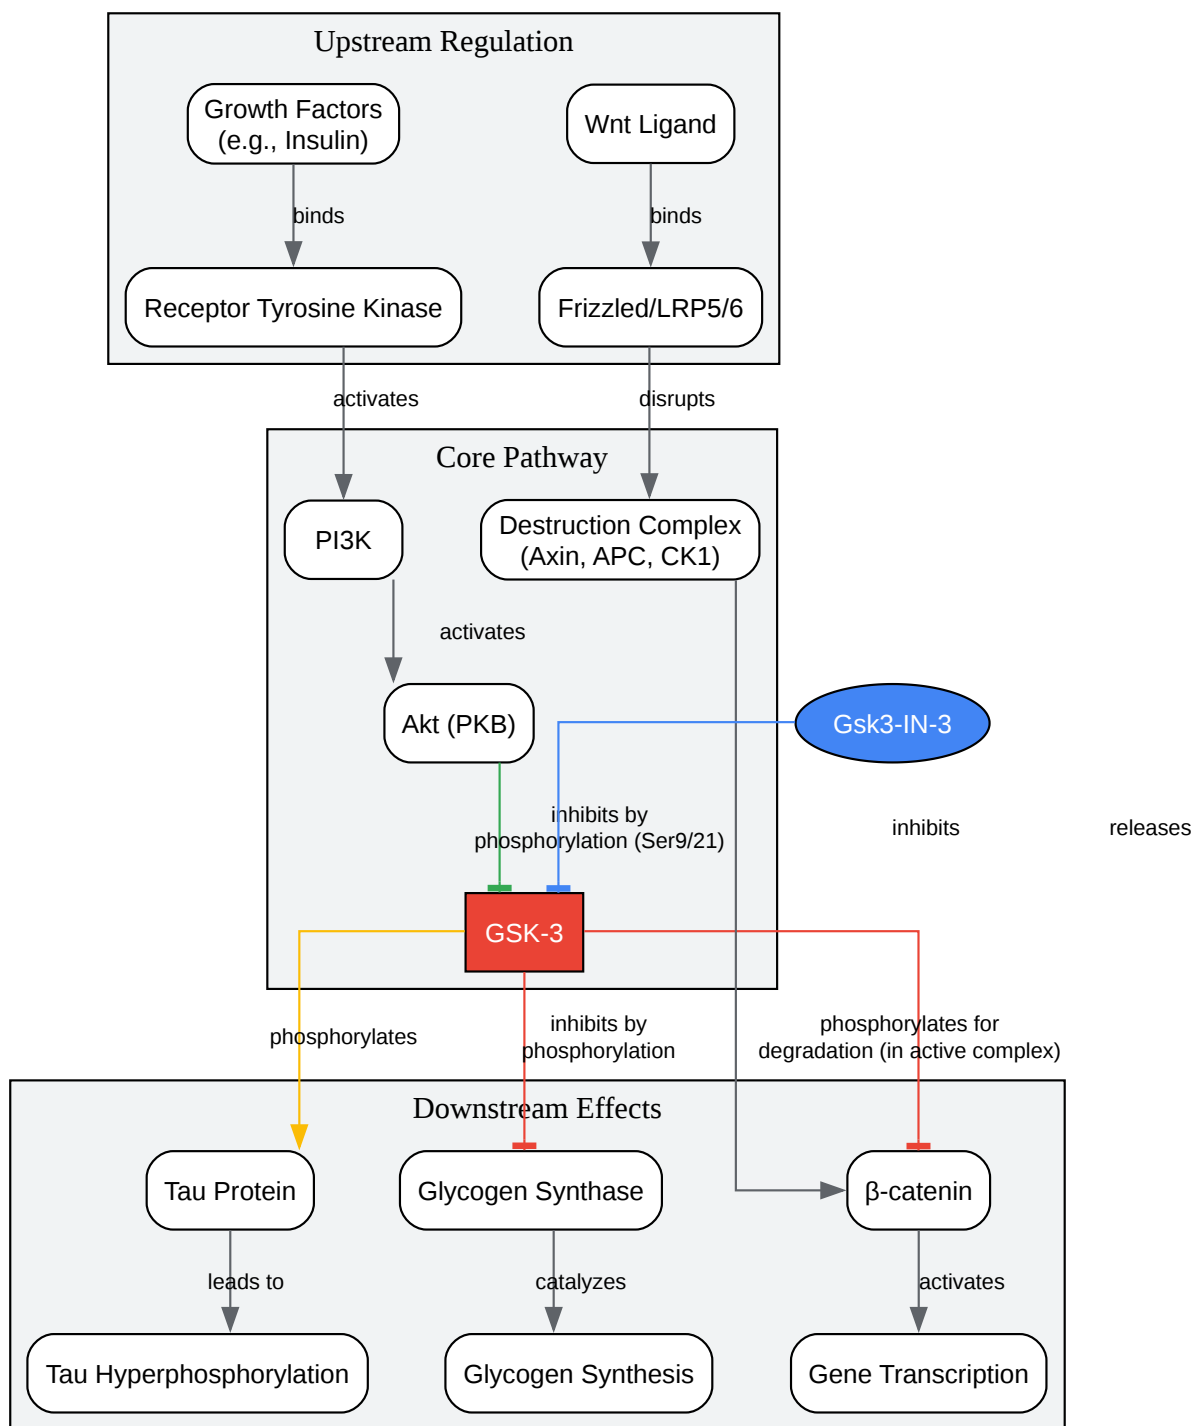 Upstream Regulation
Growth Factors
(e.g., Insulin)
Wnt Ligand
binds
binds
Receptor Tyrosine Kinase
Frizzled/LRP5/6
activates
disrupts
Core Pathway
PI3K
Destruction Complex
(Axin, APC, CK1)
activates
Akt (PKB)
Gsk3-IN-3
inhibits by
phosphorylation (Ser9/21)
inhibits
releases
GSK-3
phosphorylates
inhibits by
phosphorylation
phosphorylates for
degradation (in active complex)
Downstream Effects
Tau Protein
Glycogen Synthase
β-catenin
leads to
catalyzes
activates
Tau Hyperphosphorylation
Glycogen Synthesis
Gene Transcription